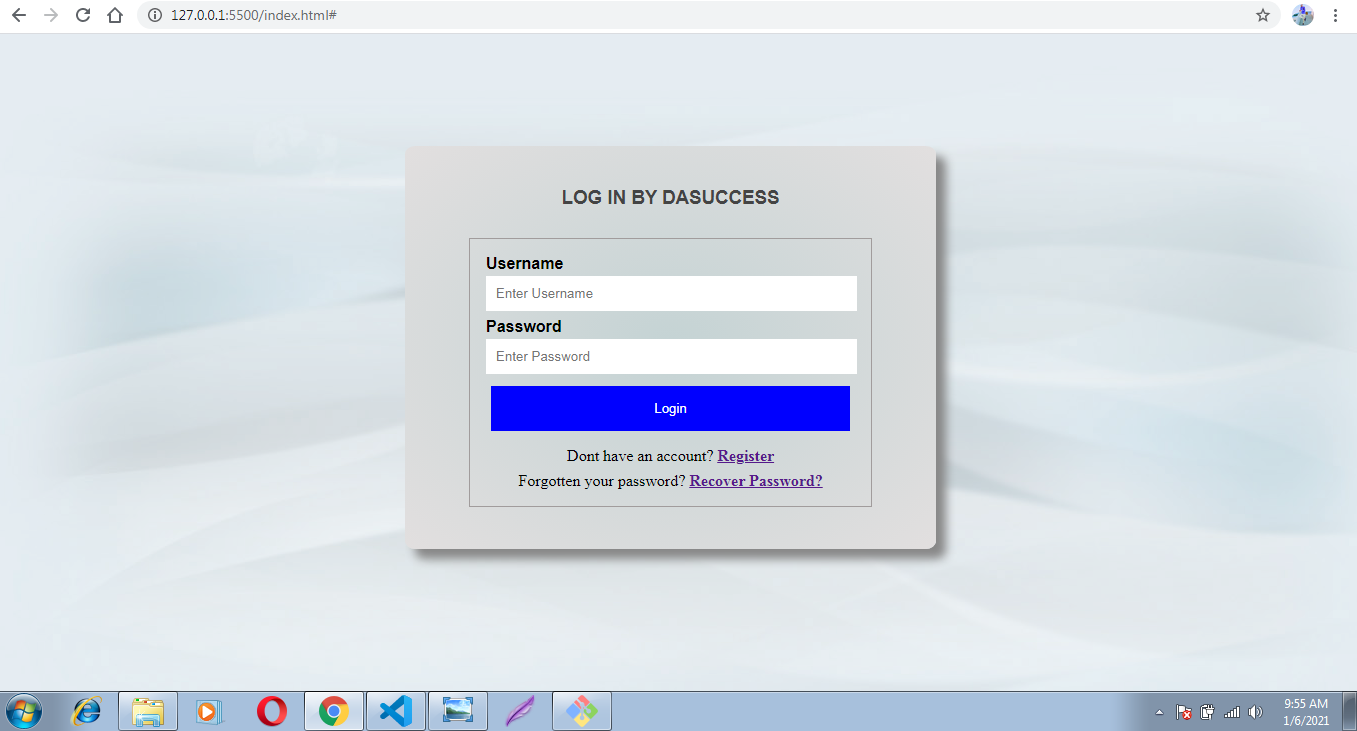 127.0.0.1:5500/index.html#
LOG IN BY DASUCCESS
Username
Enter Username
Password
Enter Password
Login
Dont have an account? Register
Forgotten your password? Recover Password?
9:55 AM
1/6/2021